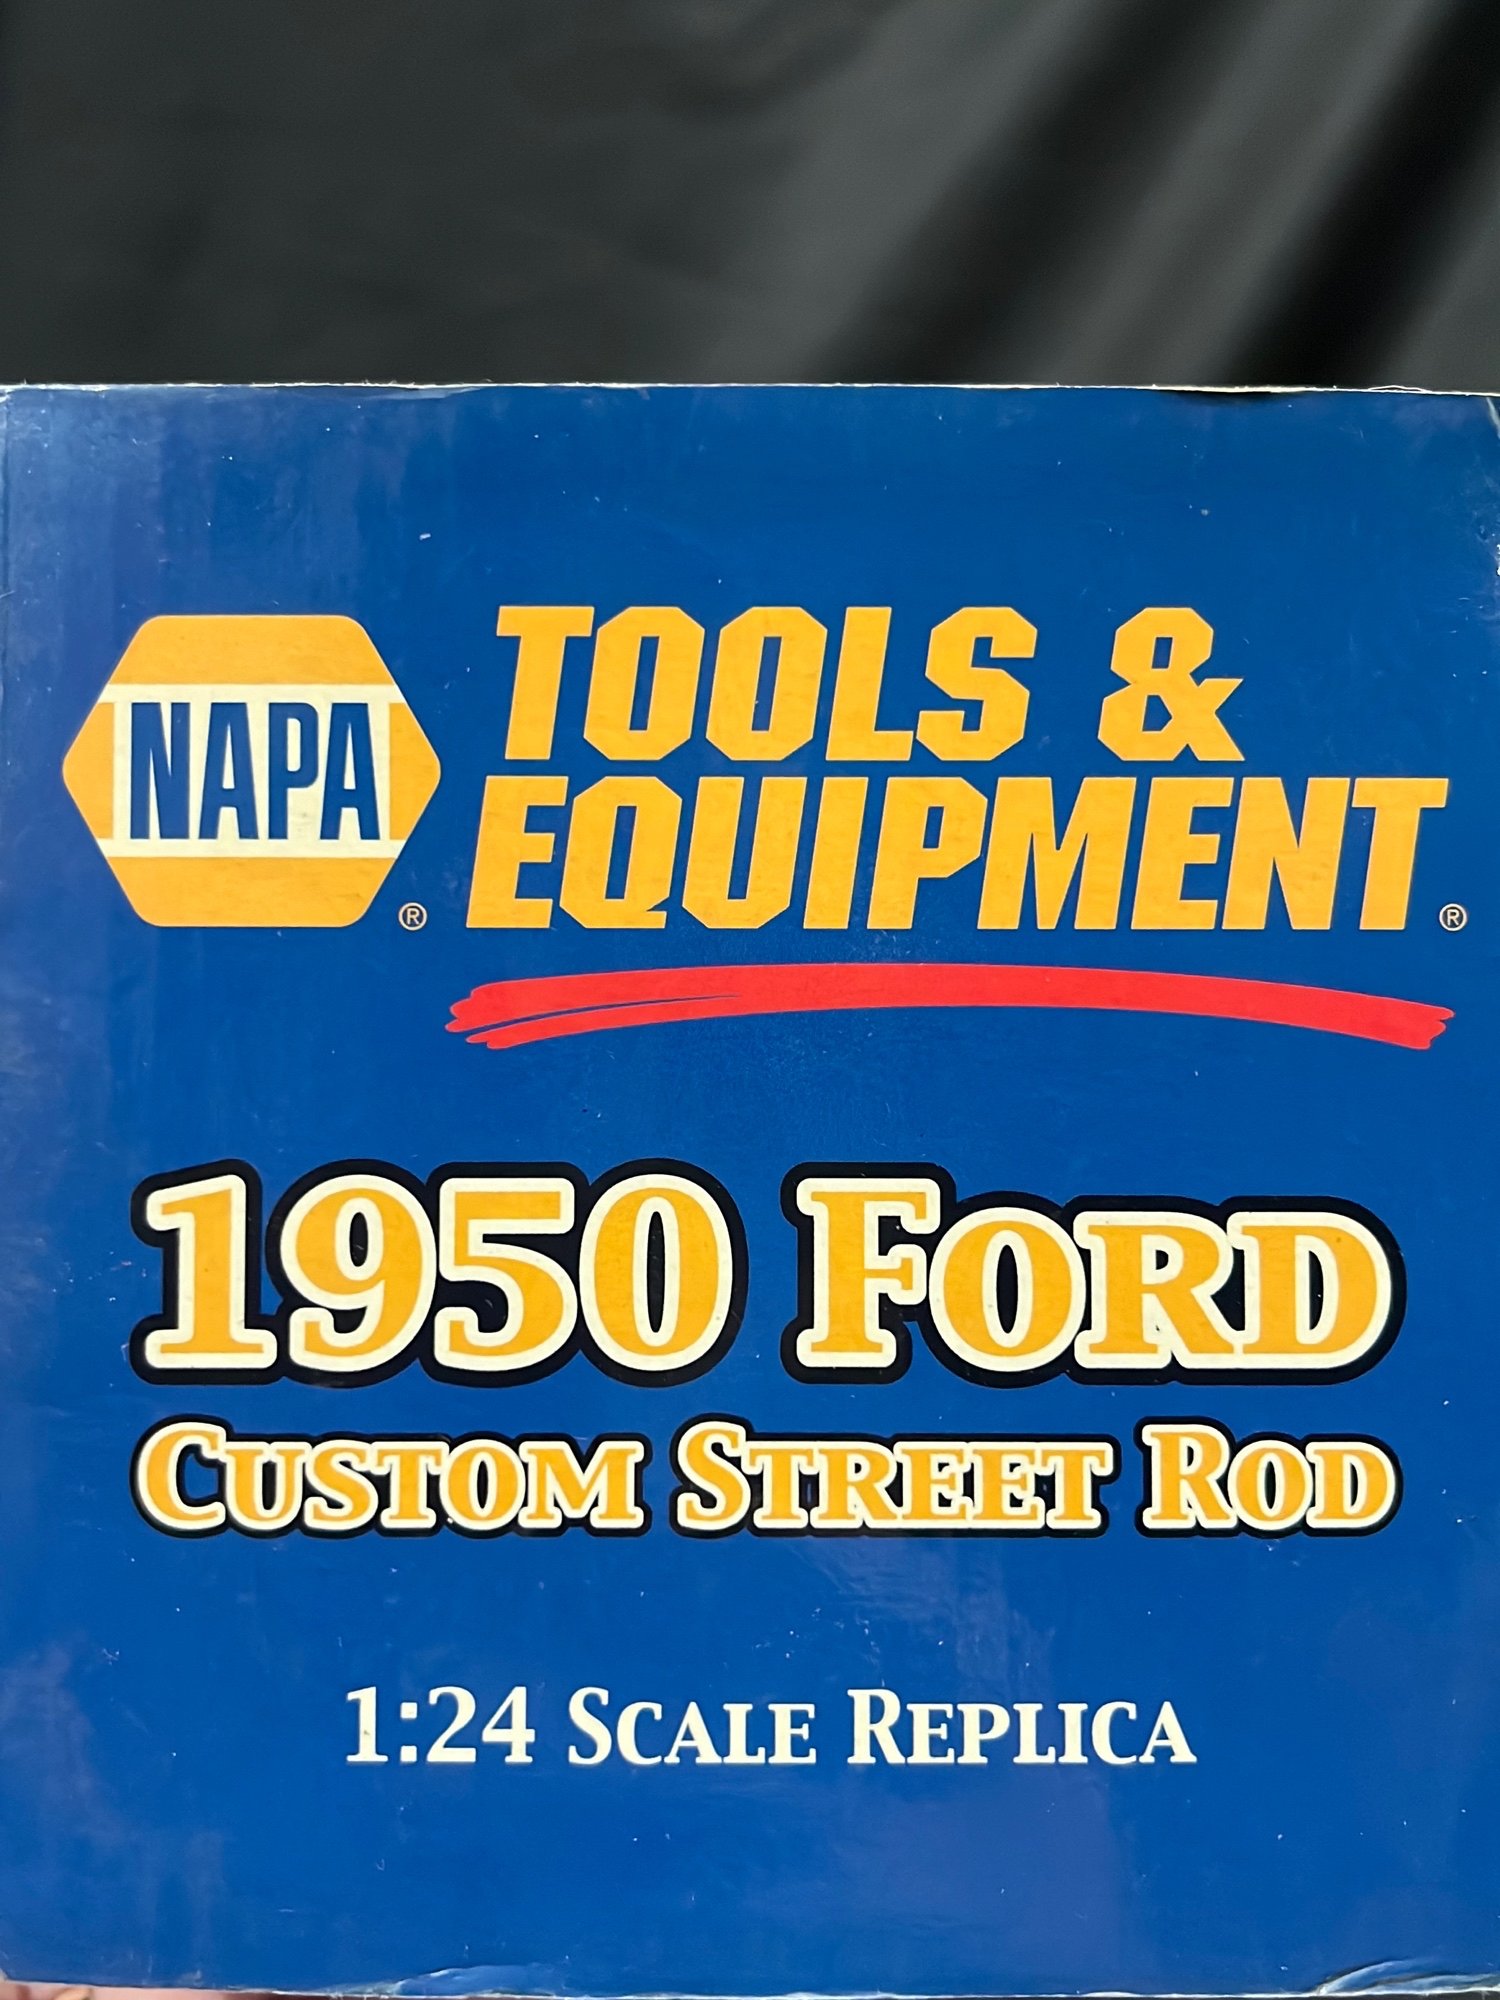 NAPA®
TOOLS &
EQUIPMENT®
1950 FORD
CUSTOM STREET ROD
1:24 SCALE REPLICA